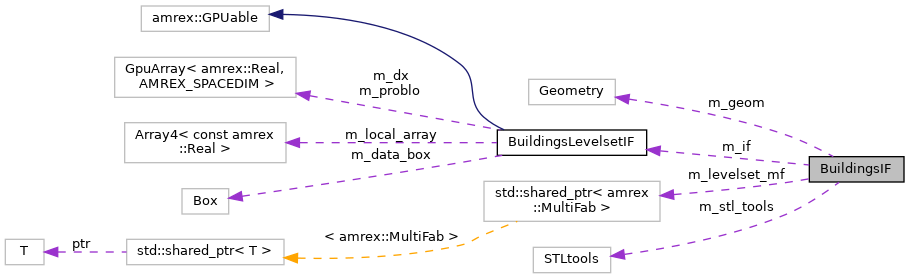 amrex::GPUable
GpuArray< amrex::Real,
AMREX_SPACEDIM >
m_dx
m_problo
Geometry
m_geom
Array4< const amrex
::Real >
m_local_array
m_data_box
BuildingsLevelsetIF
m_if
BuildingsIF
Box
std::shared_ptr< amrex
::MultiFab >
m_levelset_mf
m_stl_tools
T
ptr
std::shared_ptr< T >
< amrex::MultiFab >
STLtools